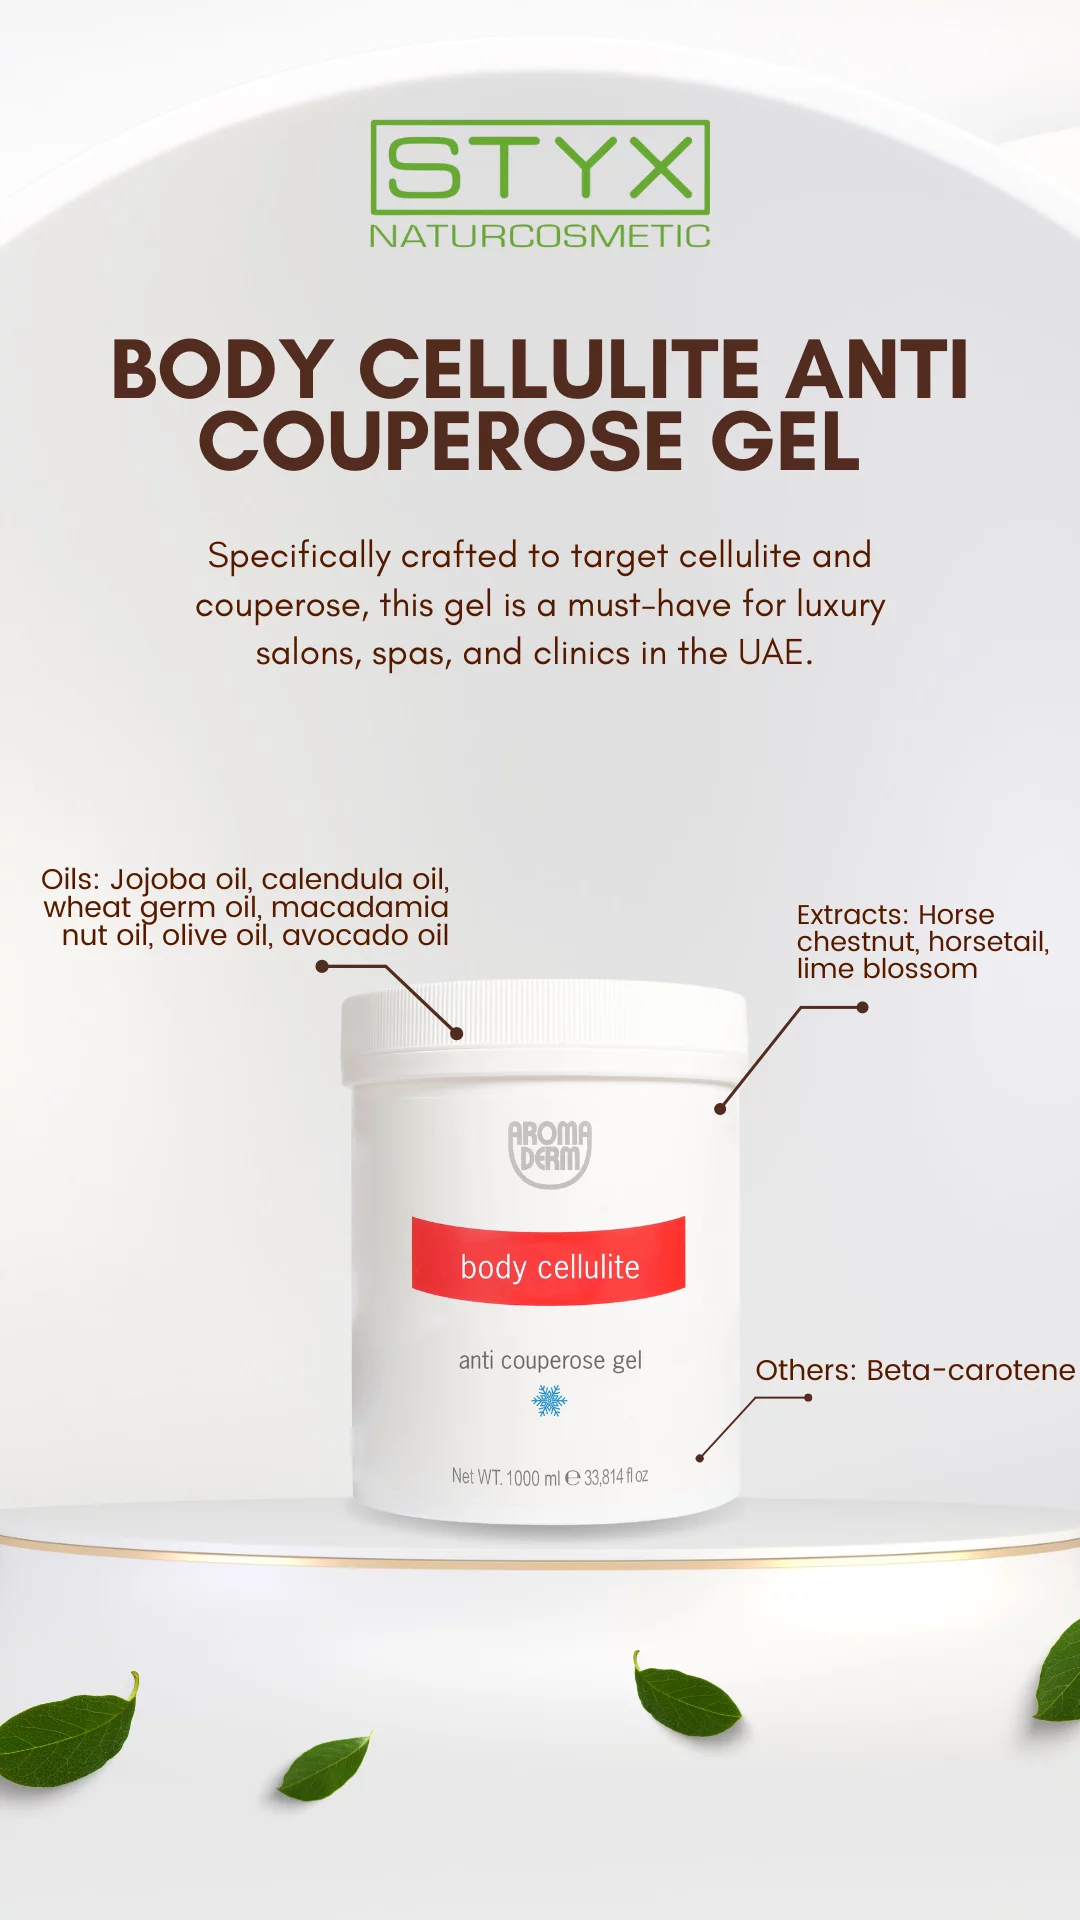 STYX
NATURCOSMETIC
BODY CELLULITE ANTI
COUPEROSE GEL
Specifically crafted to target cellulite and
couperose, this gel is a must-have for luxury
salons, spas, and clinics in the UAE.
Oils: Jojoba oil, calendula oil,
wheat germ oil, macadamia
nut oil, olive oil, avocado oil
Extracts: Horse
chestnut, horsetail,
lime blossom
AROMA
DERM
body cellulite
anti couperose gel
Others: Beta-carotene
Net WT. 1000 ml ℮ 33,814 fl oz